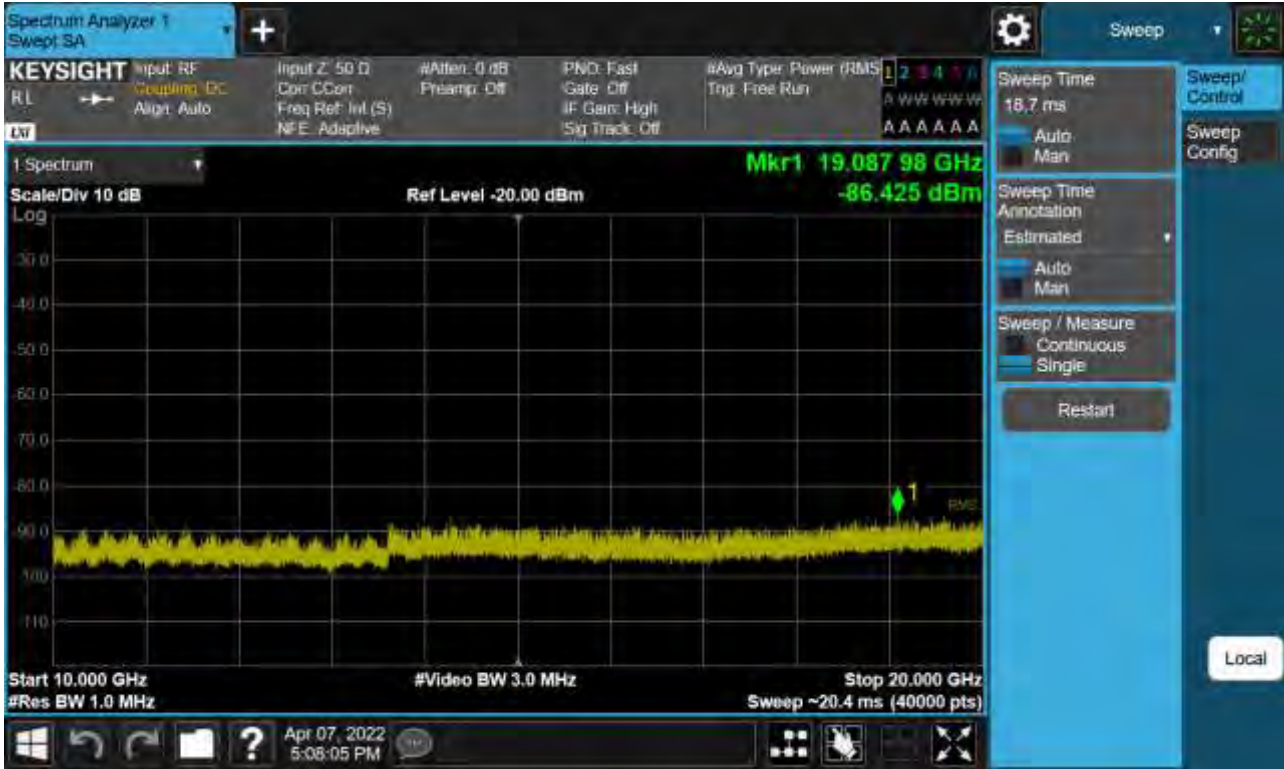 Spectrum Analyzer 1
Swept SA
Sweep
KEYSIGHT
RL
LXI
Input: RF
Coupling: DC
Align: Auto
Input Z: 50 Ω
Corr CCorr
Freq Ref: Int (S)
NFE: Adaptive
#Atten: 0 dB
Preamp: Off
PNO: Fast
Gate: Off
IF Gain: High
Sig Track: Off
#Avg Type: Power (RMS
Trig: Free Run
1 2 3 4 5 6
A W W W W W
A A A A A A
1 Spectrum
Scale/Div 10 dB
Ref Level -20.00 dBm
Mkr1 19.087 98 GHz
-86.425 dBm
Log
-30.0
-40.0
-50.0
-60.0
-70.0
-80.0
-90.0
-100
-110
1
RMS
Start 10.000 GHz
#Res BW 1.0 MHz
#Video BW 3.0 MHz
Stop 20.000 GHz
Sweep ~20.4 ms (40000 pts)
Sweep Time
18.7 ms
Auto
Man
Sweep Time
Annotation
Estimated
Auto
Man
Sweep / Measure
Continuous
Single
Restart
Sweep/
Control
Sweep
Config
Local
?
Apr 07, 2022
5:08:05 PM